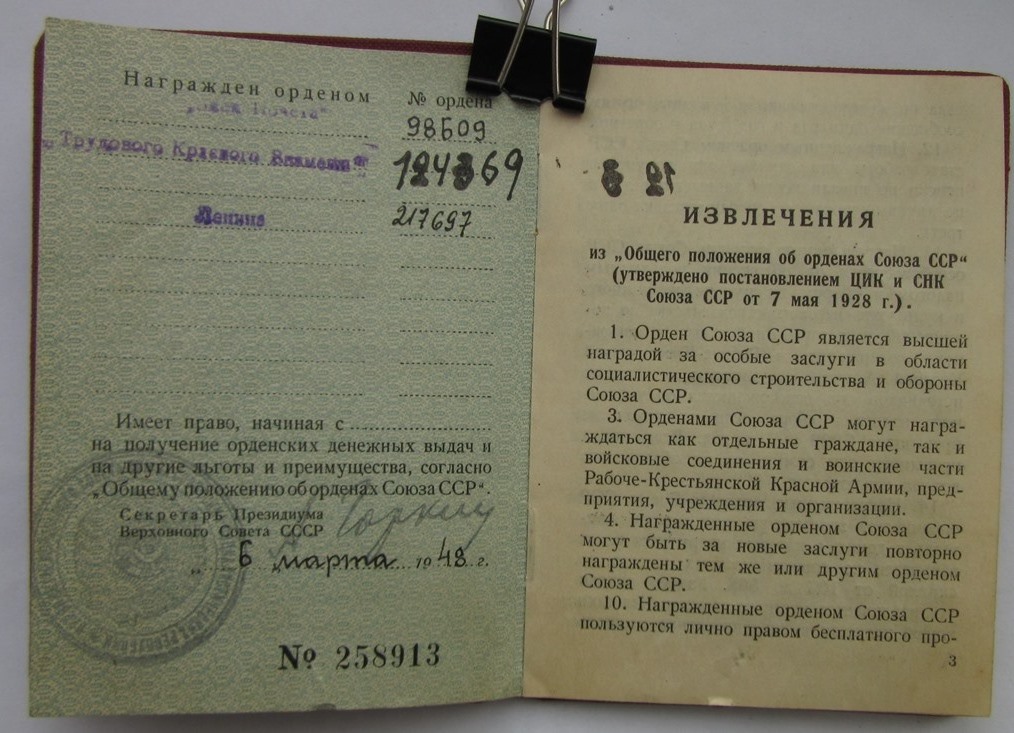 Награжден орденом
№ ордена
„Знак Почета“
98609
„Трудового Красного Знамени“
124369
Ленина
217697
Имеет право, начиная с
на получение орденских денежных выдач и
на другие льготы и преимущества, согласно
„Общему положению об орденах Союза ССР“.
Секретарь Президиума
Верховного Совета СССР
„ 6 марта 1948 г.
№ 258913
ИЗВЛЕЧЕНИЯ
из „Общего положения об орденах Союза ССР“
(утверждено постановлением ЦИК и СНК
Союза ССР от 7 мая 1928 г.).
1. Орден Союза ССР является высшей
наградой за особые заслуги в области
социалистического строительства и обороны
Союза ССР.
3. Орденами Союза ССР могут награ-
ждаться как отдельные граждане, так и
войсковые соединения и воинские части
Рабоче-Крестьянской Красной Армии, пред-
приятия, учреждения и организации.
4. Награжденные орденом Союза ССР
могут быть за новые заслуги повторно
награждены тем же или другим орденом
Союза ССР.
10. Награжденные орденом Союза ССР
пользуются лично правом бесплатного про-
3